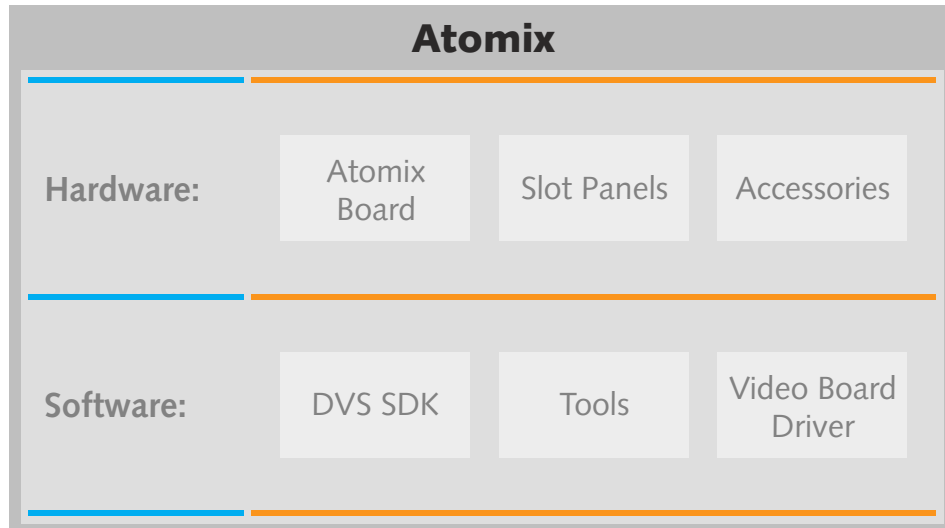 Atomix
Hardware:
Atomix
Board
Slot Panels
Accessories
Software:
DVS SDK
Tools
Video Board
Driver